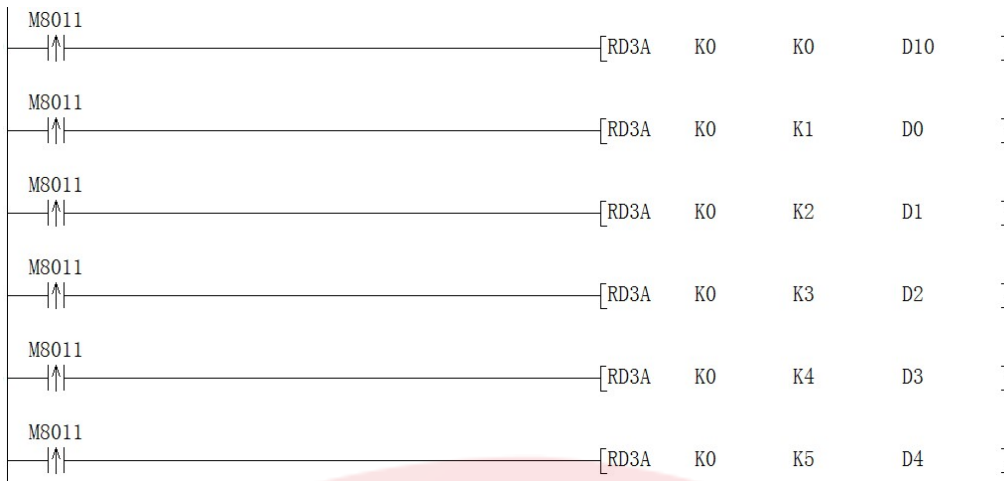 M8011
[RD3A K0 K0 D10 ]
M8011
[RD3A K0 K1 D0 ]
M8011
[RD3A K0 K2 D1 ]
M8011
[RD3A K0 K3 D2 ]
M8011
[RD3A K0 K4 D3 ]
M8011
[RD3A K0 K5 D4 ]